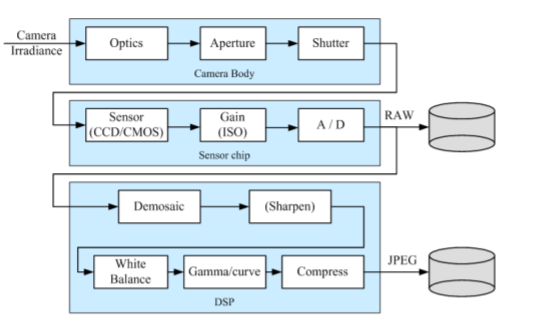 Camera
Irradiance
Optics
Aperture
Shutter
Camera Body
Sensor
(CCD/CMOS)
Gain
(ISO)
A / D
RAW
Sensor chip
Demosaic
(Sharpen)
White
Balance
Gamma/curve
Compress
JPEG
DSP